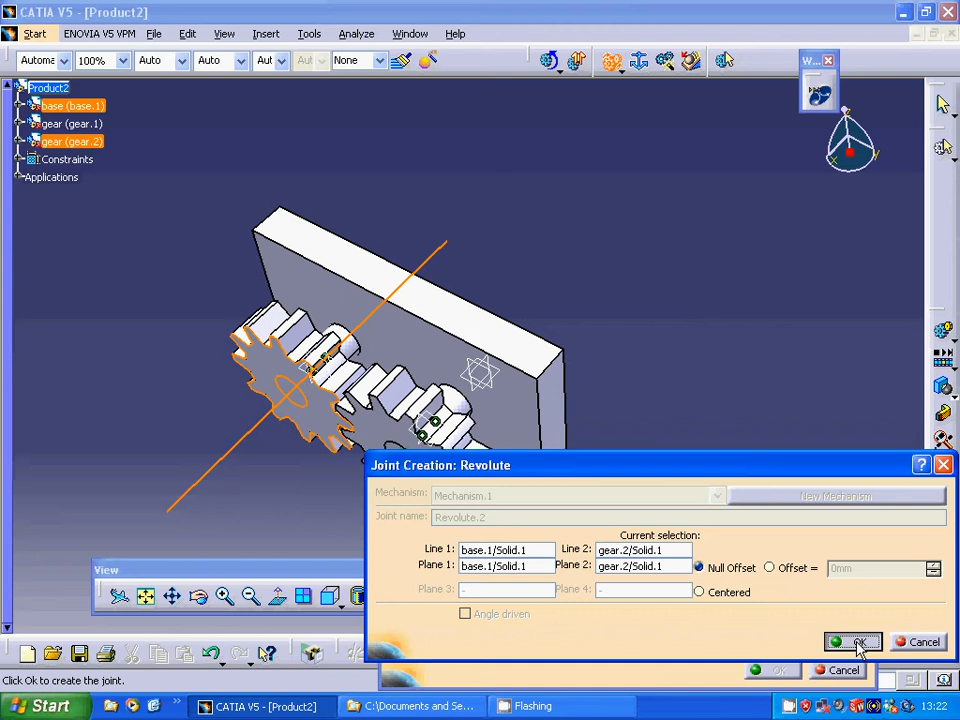 CATIA V5 - [Product2]
Start ENOVIA V5 VPM File Edit View Insert Tools Analyze Window Help
Automa 100% Auto Auto Aut Aut None
W...
Product2
base (base.1)
gear (gear.1)
gear (gear.2)
Constraints
Applications
z
x y
Joint Creation: Revolute
Mechanism: Mechanism.1 New Mechanism
Joint name: Revolute.2
Current selection:
Line 1: base.1/Solid.1 Line 2: gear.2/Solid.1
Plane 1: base.1/Solid.1 Plane 2: gear.2/Solid.1 Null Offset Offset = 0mm
Plane 3: - Plane 4: - Centered
Angle driven
OK Cancel
View
OK Cancel
Click Ok to create the joint.
Start CATIA V5 - [Product2] C:\Documents and Se... Flashing 13:22